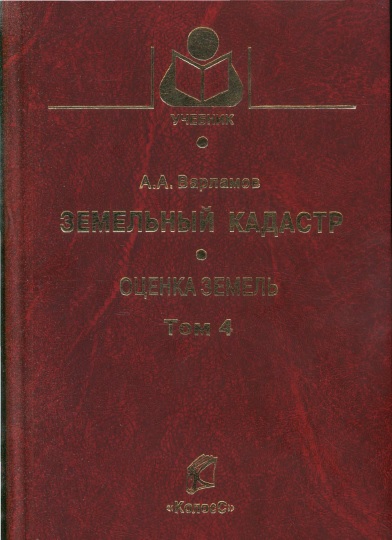 УЧЕБНИК
А.А. Варламов
ЗЕМЕЛЬНЫЙ КАДАСТР
ОЦЕНКА ЗЕМЕЛЬ
Том 4
«КолосС»